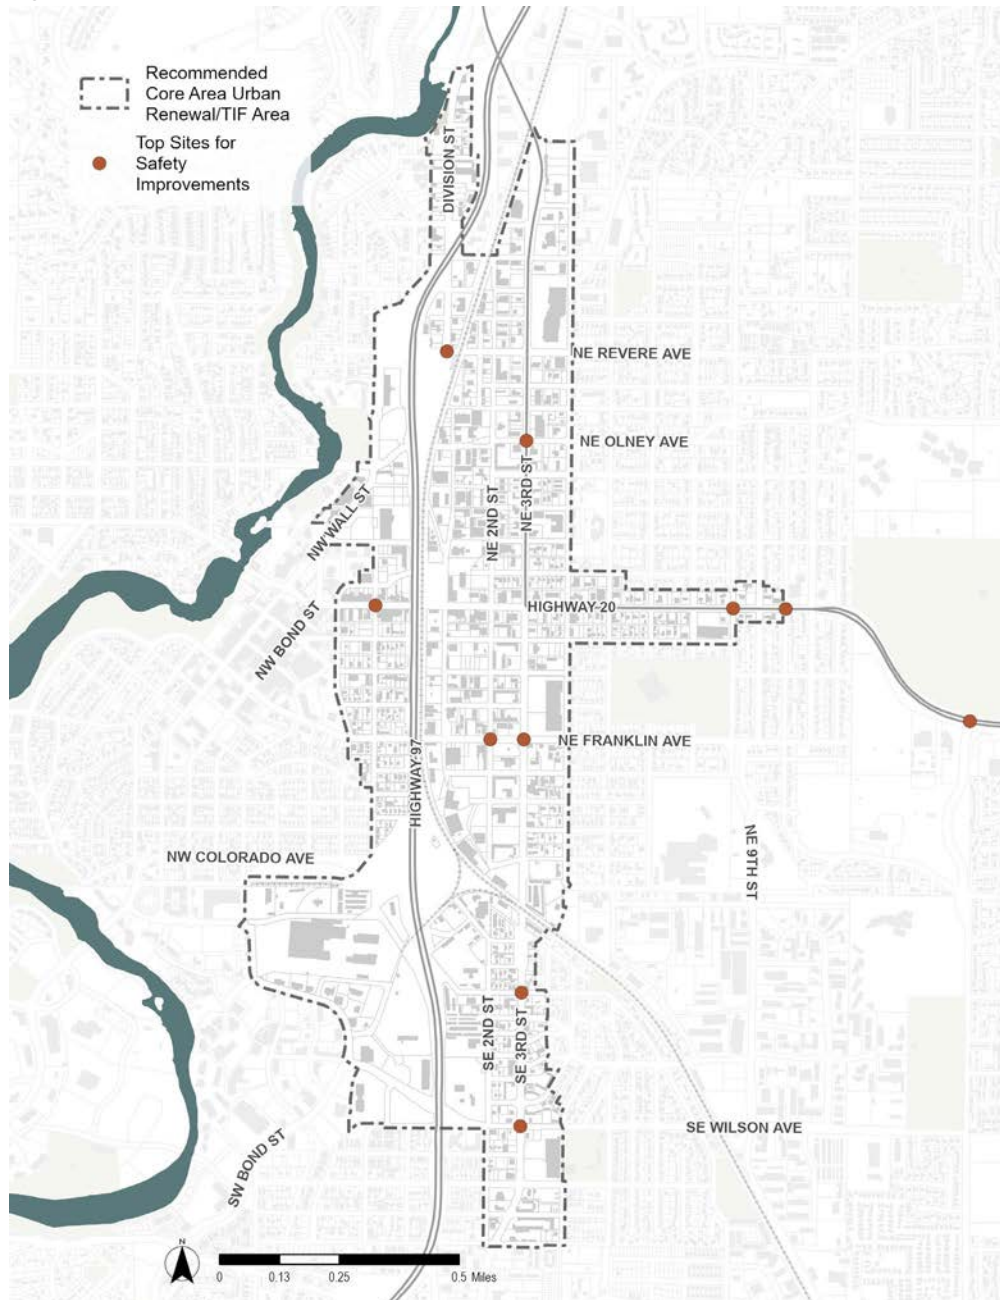 Recommended
Core Area Urban
Renewal/TIF Area
Top Sites for
Safety
Improvements
DIVISION ST
NE REVERE AVE
NE OLNEY AVE
NE 3RD ST
NE 2ND ST
NW WALL ST
HIGHWAY 20
NW BOND ST
NE FRANKLIN AVE
HIGHWAY 97
NW COLORADO AVE
NE 9TH ST
SE 2ND ST
SE 3RD ST
SE WILSON AVE
SW BOND ST
N
0 0.13 0.25 0.5 Miles